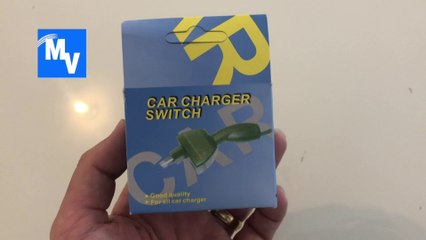 MV
R
CAR CHARGER
SWITCH
CAR
• Good quality
• For all car charger